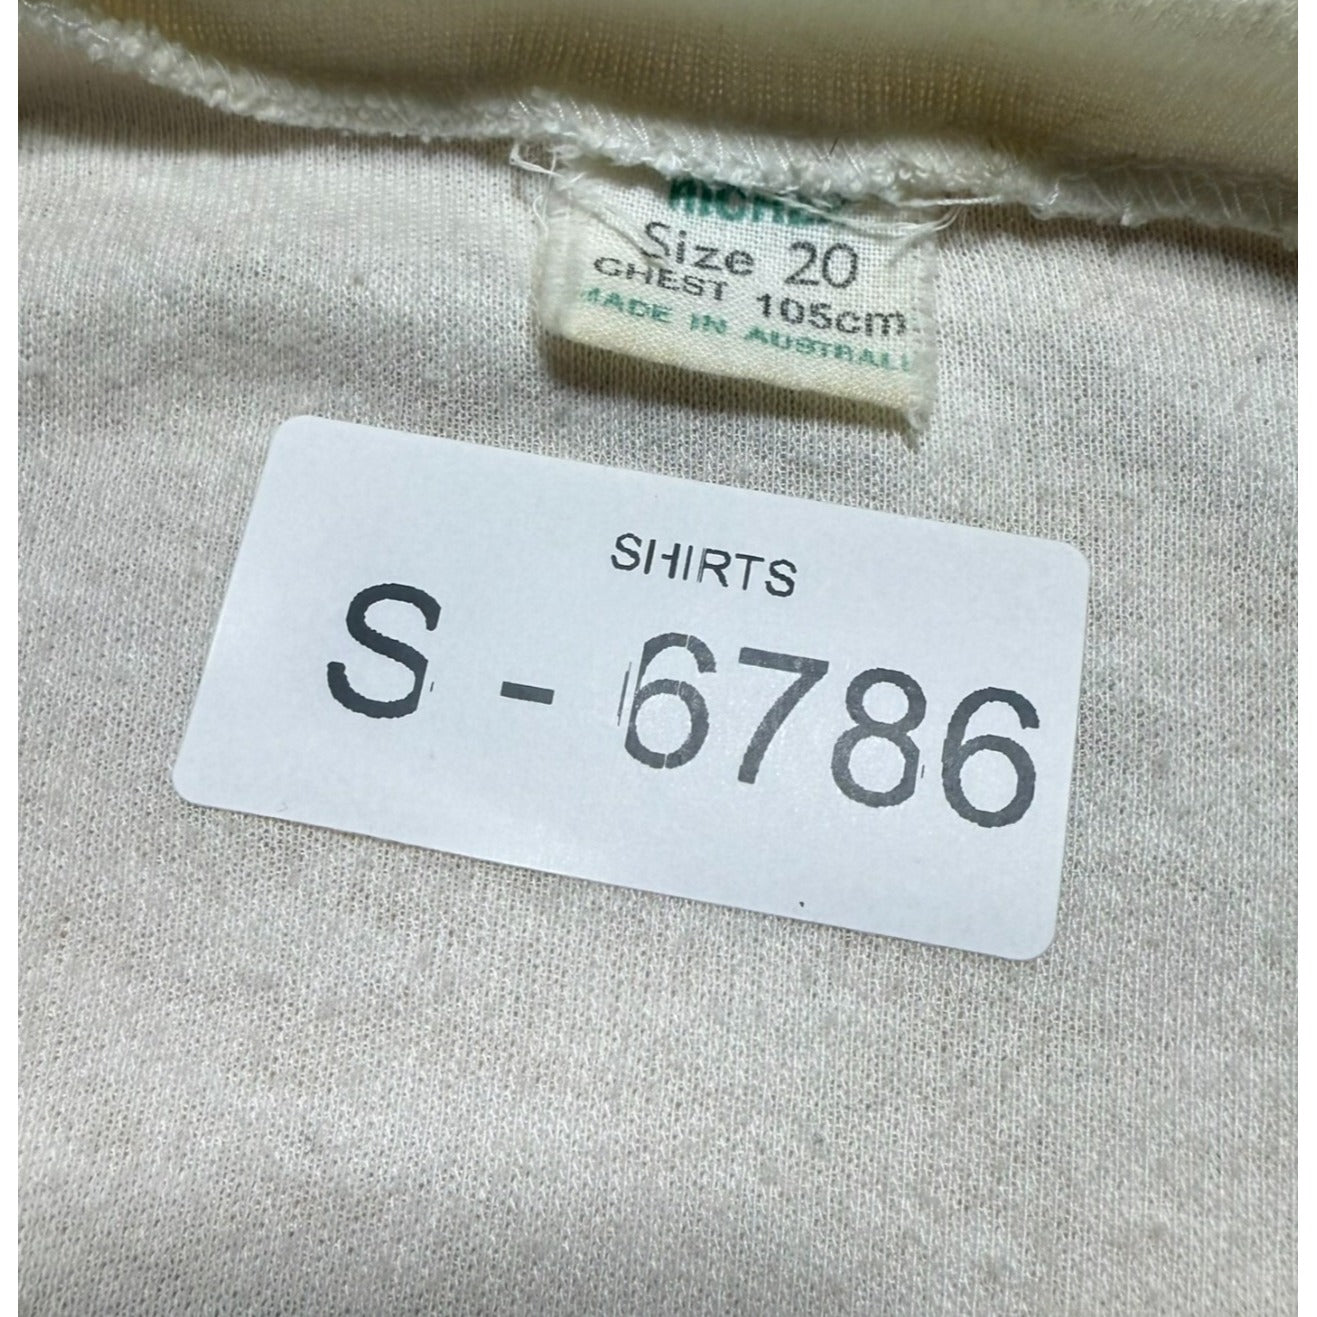 Size 20
CHEST 105cm
MADE IN AUSTRALI
SHIRTS
S - 6786